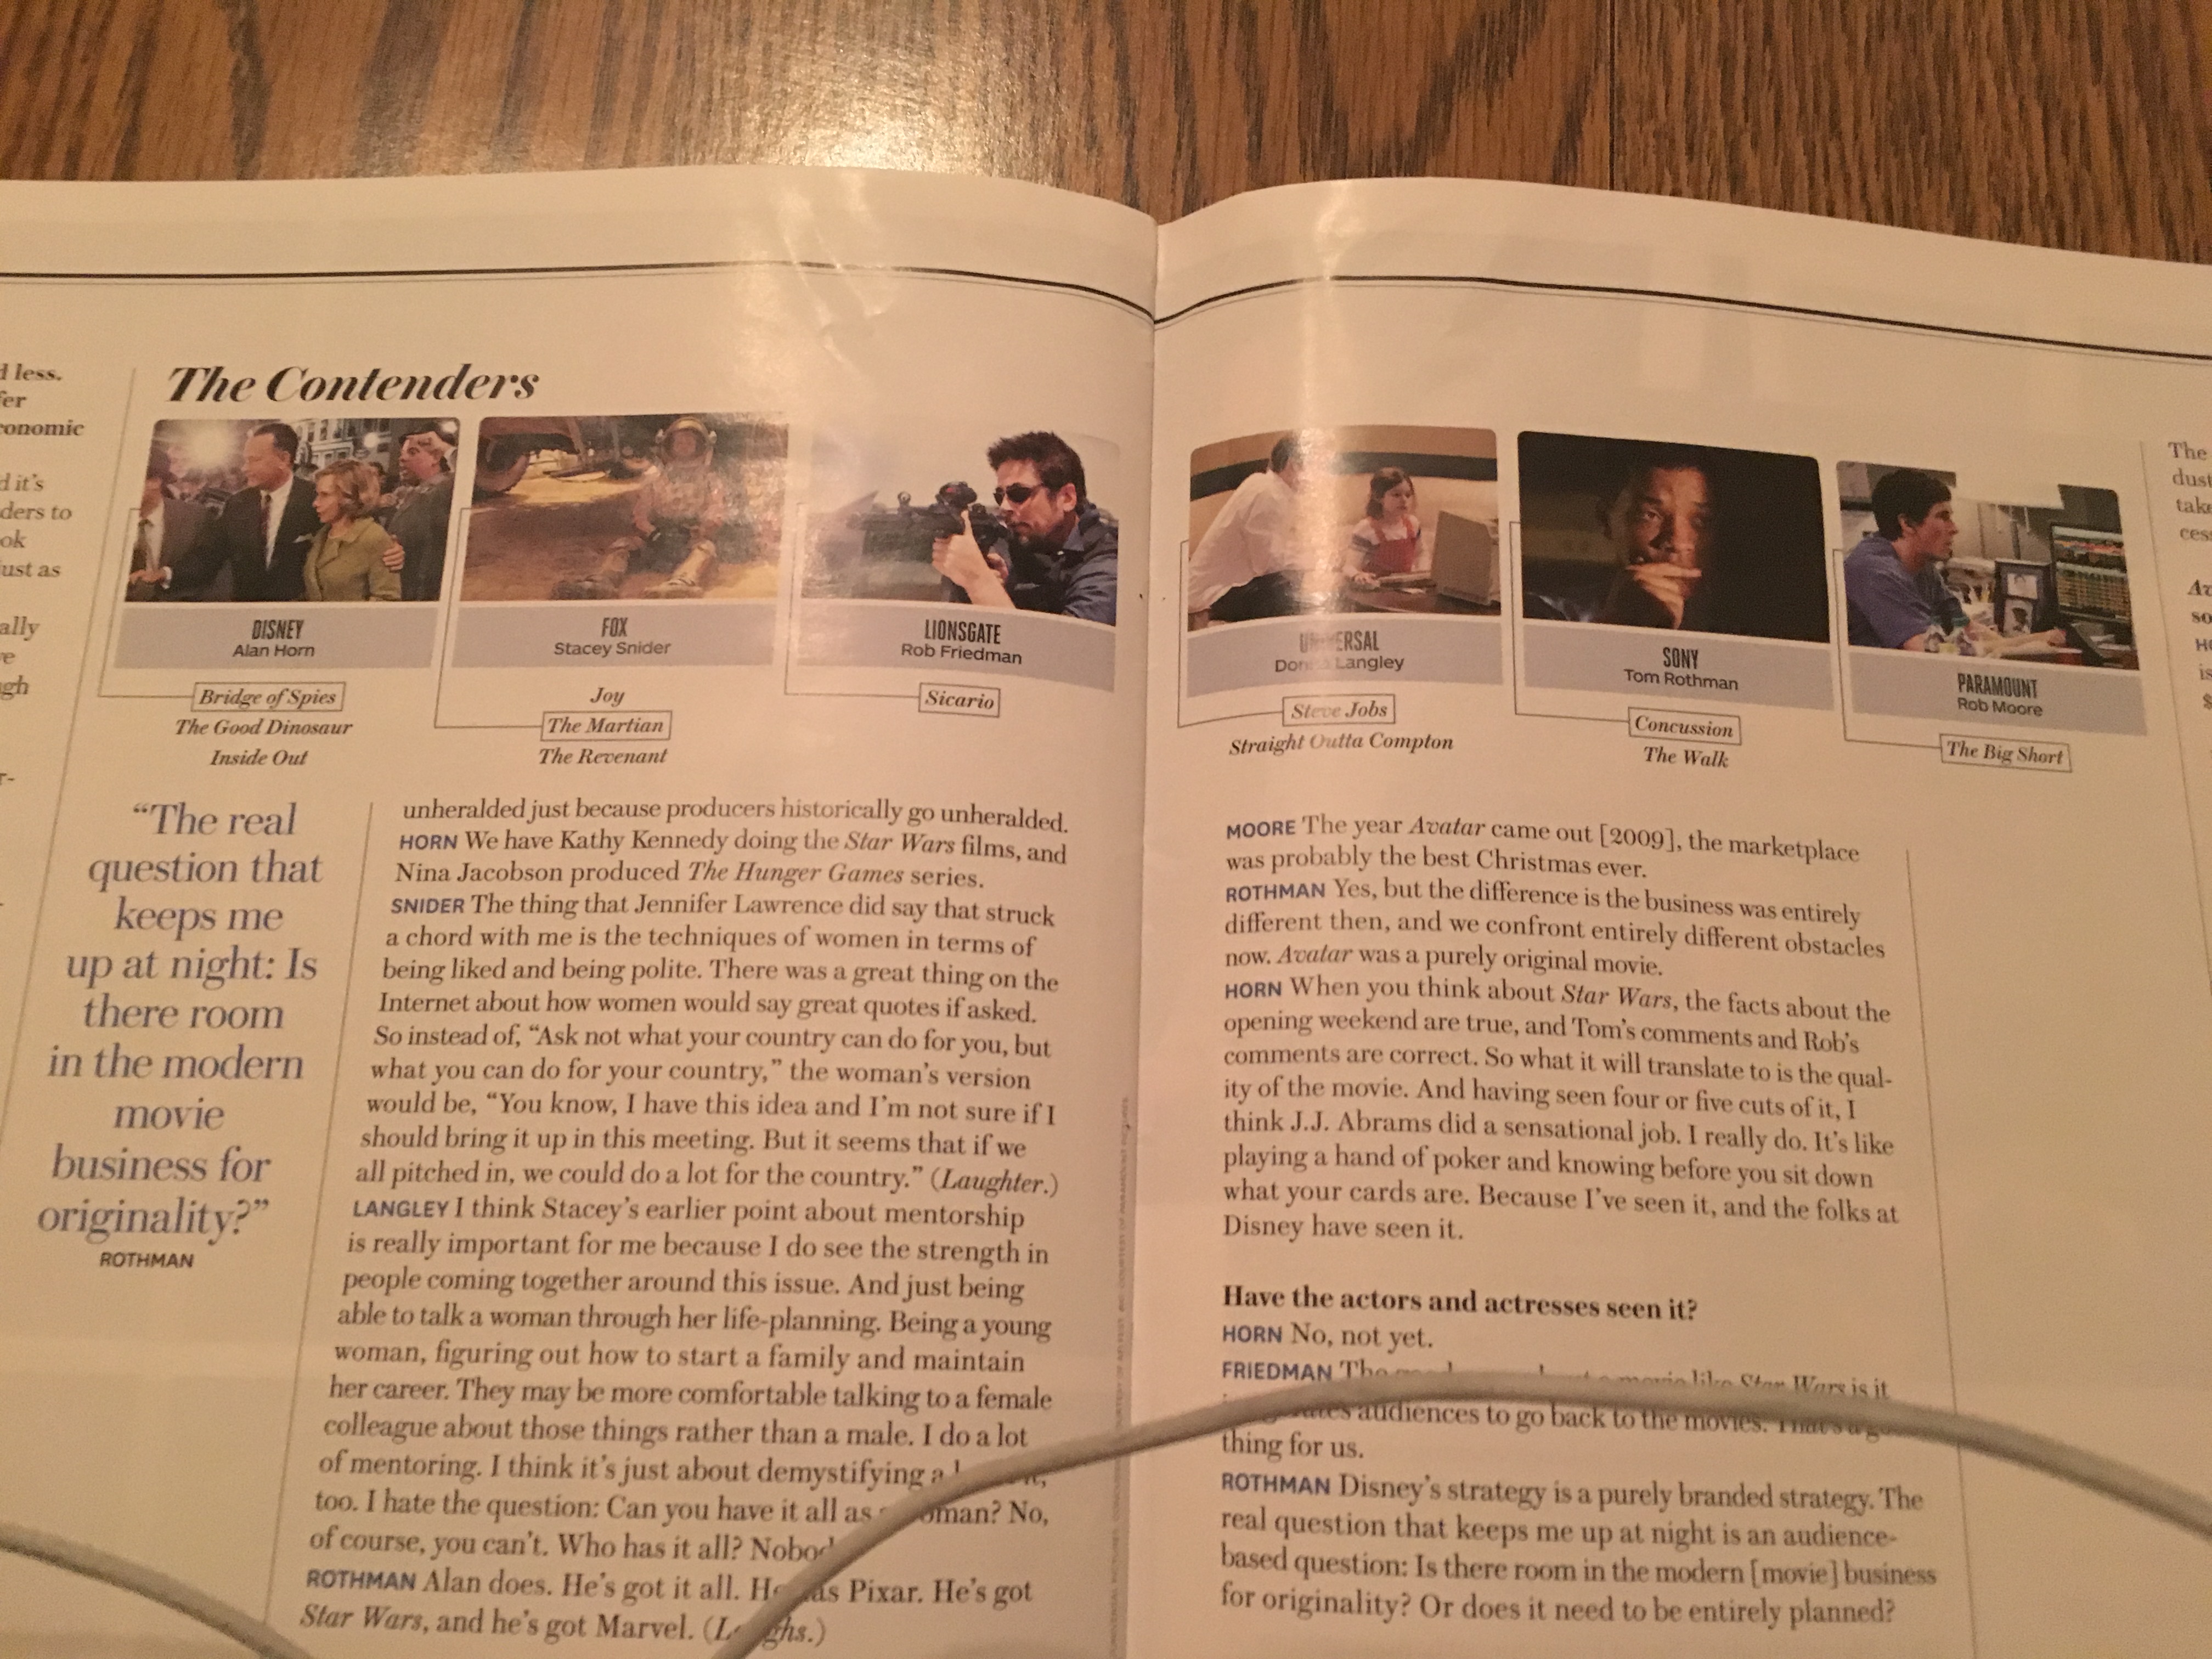 d less.
fer
conomic
d it's
ders to
ok
ust as
ally
re
ugh
r-
The Contenders
DISNEY
Alan Horn
Bridge of Spies
The Good Dinosaur
Inside Out
FOX
Stacey Snider
Joy
The Martian
The Revenant
LIONSGATE
Rob Friedman
Sicario
UNIVERSAL
Donna Langley
Steve Jobs
Straight Outta Compton
SONY
Tom Rothman
Concussion
The Walk
PARAMOUNT
Rob Moore
The Big Short
“The real
question that
keeps me
up at night: Is
there room
in the modern
movie
business for
originality?”
ROTHMAN
unheralded just because producers historically go unheralded.
HORN We have Kathy Kennedy doing the Star Wars films, and
Nina Jacobson produced The Hunger Games series.
SNIDER The thing that Jennifer Lawrence did say that struck
a chord with me is the techniques of women in terms of
being liked and being polite. There was a great thing on the
Internet about how women would say great quotes if asked.
So instead of, “Ask not what your country can do for you, but
what you can do for your country,” the woman’s version
would be, “You know, I have this idea and I’m not sure if I
should bring it up in this meeting. But it seems that if we
all pitched in, we could do a lot for the country.” (Laughter.)
LANGLEY I think Stacey’s earlier point about mentorship
is really important for me because I do see the strength in
people coming together around this issue. And just being
able to talk a woman through her life-planning. Being a young
woman, figuring out how to start a family and maintain
her career. They may be more comfortable talking to a female
colleague about those things rather than a male. I do a lot
of mentoring. I think it’s just about demystifying a
too. I hate the question: Can you have it all as a woman? No,
of course, you can’t. Who has it all? Nobod
ROTHMAN Alan does. He’s got it all. He has Pixar. He’s got
Star Wars, and he’s got Marvel. (Laughs.)
MOORE The year Avatar came out [2009], the marketplace
was probably the best Christmas ever.
ROTHMAN Yes, but the difference is the business was entirely
different then, and we confront entirely different obstacles
now. Avatar was a purely original movie.
HORN When you think about Star Wars, the facts about the
opening weekend are true, and Tom’s comments and Rob’s
comments are correct. So what it will translate to is the qual-
ity of the movie. And having seen four or five cuts of it, I
think J.J. Abrams did a sensational job. I really do. It’s like
playing a hand of poker and knowing before you sit down
what your cards are. Because I’ve seen it, and the folks at
Disney have seen it.
Have the actors and actresses seen it?
HORN No, not yet.
FRIEDMAN The about a movie like Star Wars is it
audiences to go back to the movies. That’s a
thing for us.
ROTHMAN Disney’s strategy is a purely branded strategy. The
real question that keeps me up at night is an audience-
based question: Is there room in the modern [movie] business
for originality? Or does it need to be entirely planned?
The
dust
take
ces
Av
so
HO
is
$